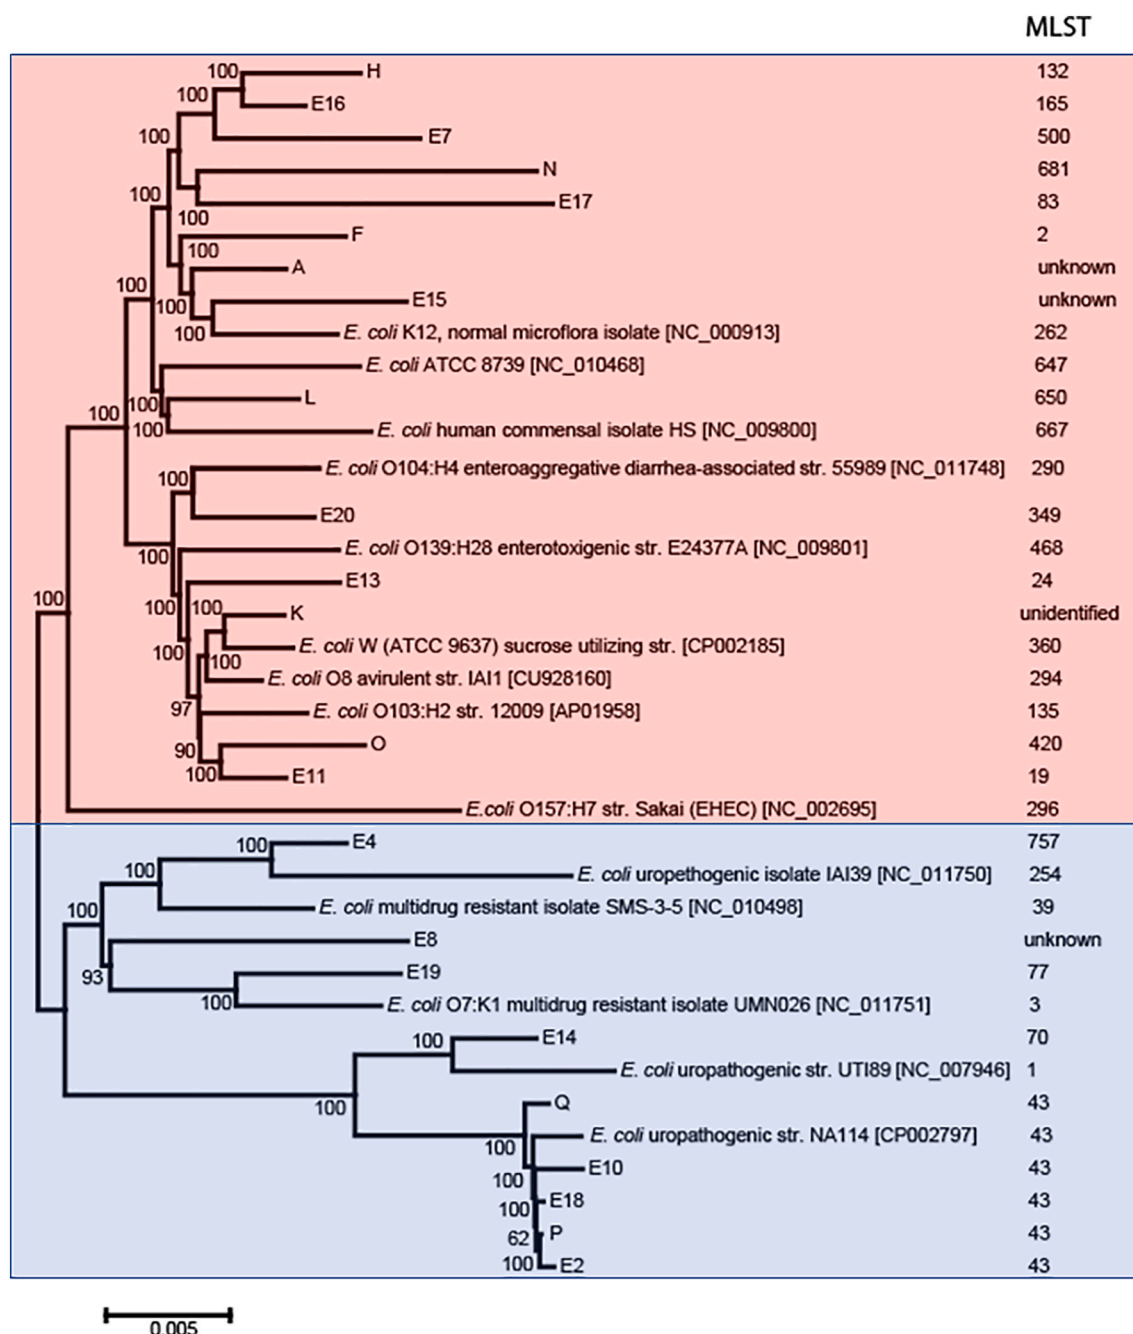 MLST
100 H 132
100 E16 165
100 E7 500
100 N 681
100 E17 83
100 F 2
100 A unknown
100 E15 unknown
100 E. coli K12, normal microflora isolate [NC_000913] 262
100 E. coli ATCC 8739 [NC_010468] 647
100 L 650
100 E. coli human commensal isolate HS [NC_009800] 667
100 E. coli O104:H4 enteroaggregative diarrhea-associated str. 55989 [NC_011748] 290
100 E20 349
100 E. coli O139:H28 enterotoxigenic str. E24377A [NC_009801] 468
E13 24
100 100 K unidentified
100 100 E. coli W (ATCC 9637) sucrose utilizing str. [CP002185] 360
E. coli O8 avirulent str. IAI1 [CU928160] 294
97 E. coli O103:H2 str. 12009 [AP01958] 135
90 O 420
100 E11 19
E.coli O157:H7 str. Sakai (EHEC) [NC_002695] 296
100 E4 757
100 E. coli uropethogenic isolate IAI39 [NC_011750] 254
100 E. coli multidrug resistant isolate SMS-3-5 [NC_010498] 39
E8 unknown
93 E19 77
100 E. coli O7:K1 multidrug resistant isolate UMN026 [NC_011751] 3
100 E14 70
E. coli uropathogenic str. UTI89 [NC_007946] 1
100 Q 43
100 E. coli uropathogenic str. NA114 [CP002797] 43
100 E10 43
100 E18 43
62 P 43
100 E2 43
0.005